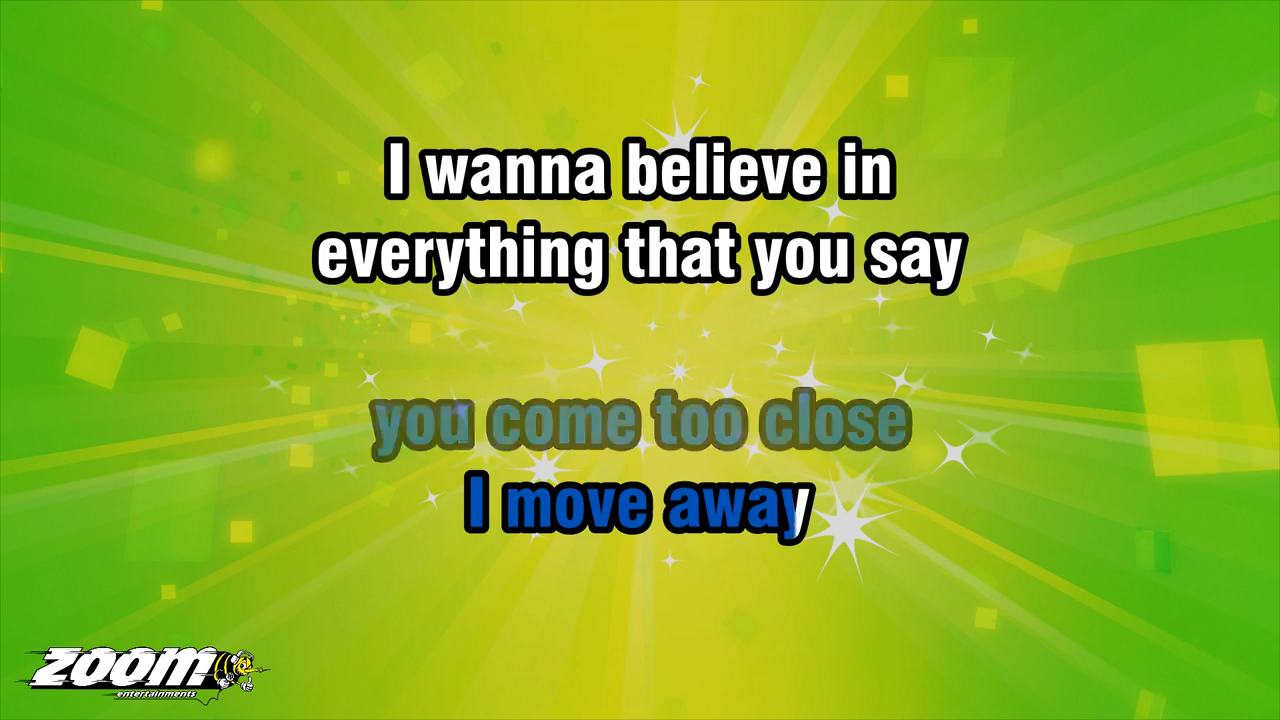 I wanna believe in
everything that you say
you come too close
I move away
zoom
entertainments